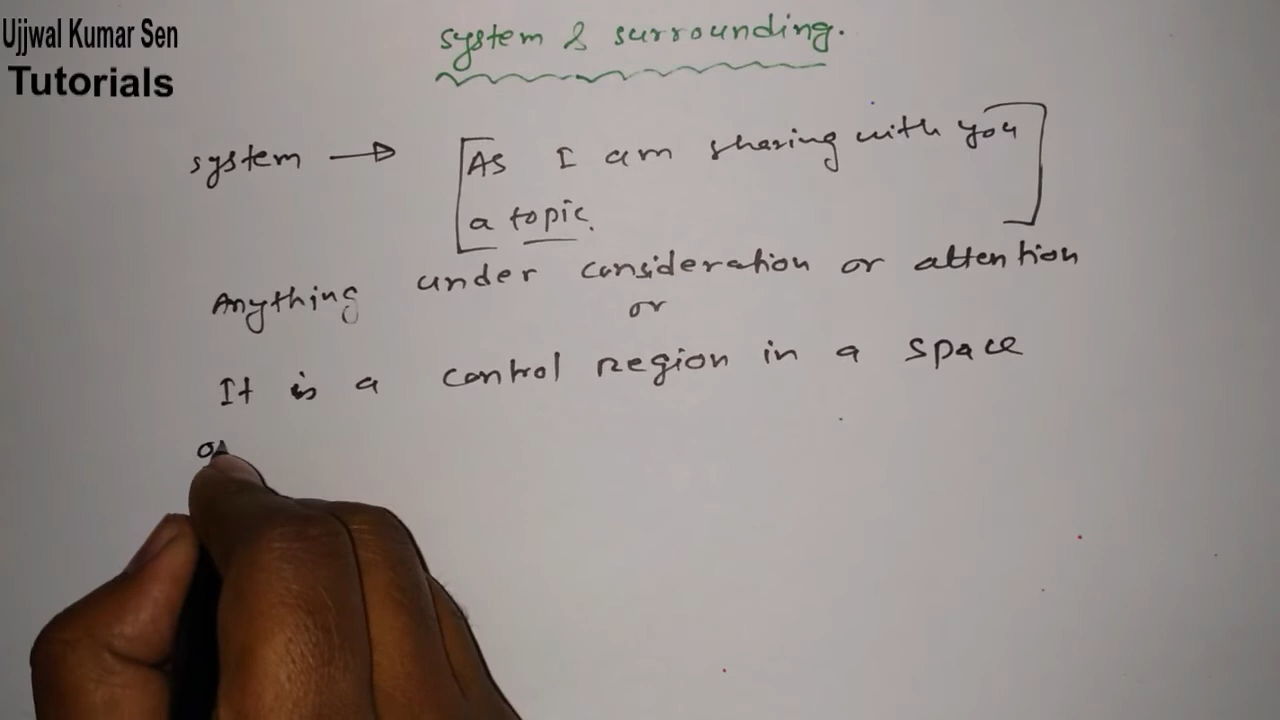 Ujjwal Kumar Sen
Tutorials
system & surrounding.
system → [As I am sharing with you
a topic.]
Anything under consideration or attention
or
It is a control region in a space